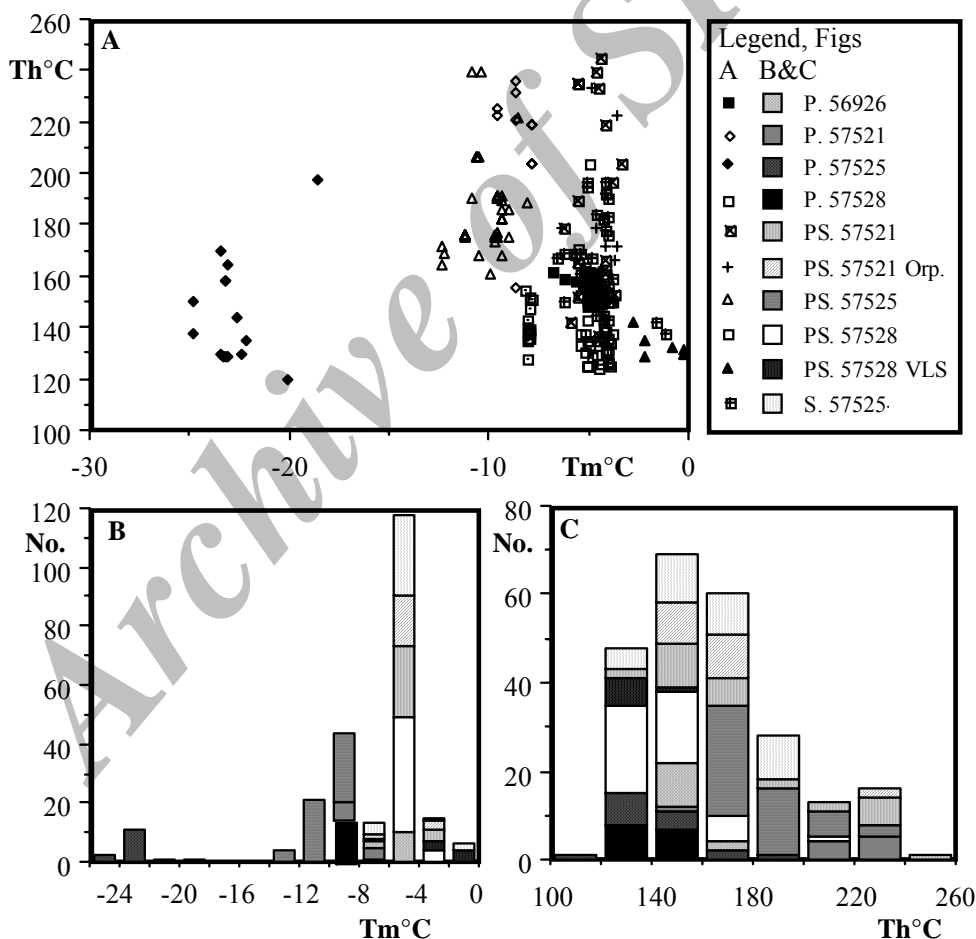 A
Th°C
260
240
220
200
180
160
140
120
100
-30
-20
-10
0
Tm°C
Legend, Figs
A B&C
P. 56926
P. 57521
P. 57525
P. 57528
PS. 57521
PS. 57521 Orp.
PS. 57525
PS. 57528
PS. 57528 VLS
S. 57525.
B
No.
120
100
80
60
40
20
0
-24
-20
-16
-12
-8
-4
0
Tm°C
C
No.
80
60
40
20
0
100
140
180
220
260
Th°C
Archive of S